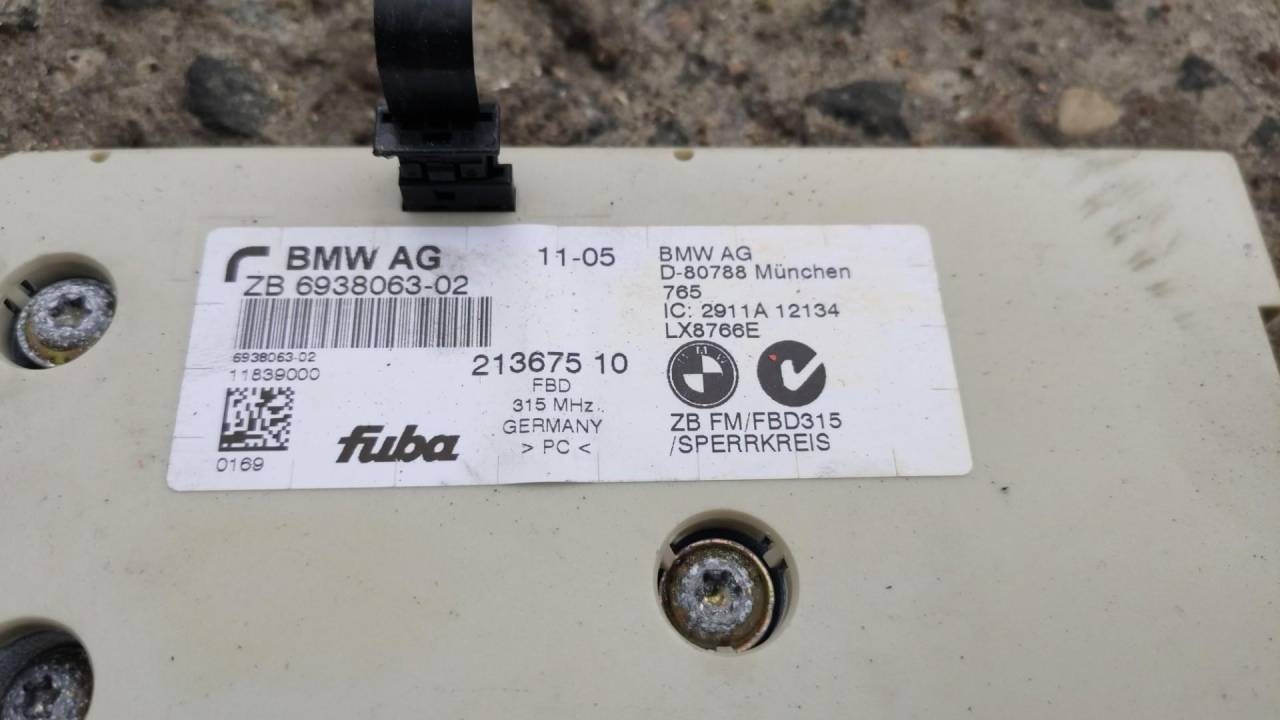 BMW AG
11-05
ZB 6938063-02
6938063-02
11839000
0169
fuba
213675 10
FBD
315 MHz
GERMANY
> PC <
BMW AG
D-80788 München
765
IC: 2911A 12134
LX8766E
ZB FM/FBD315
/SPERRKREIS